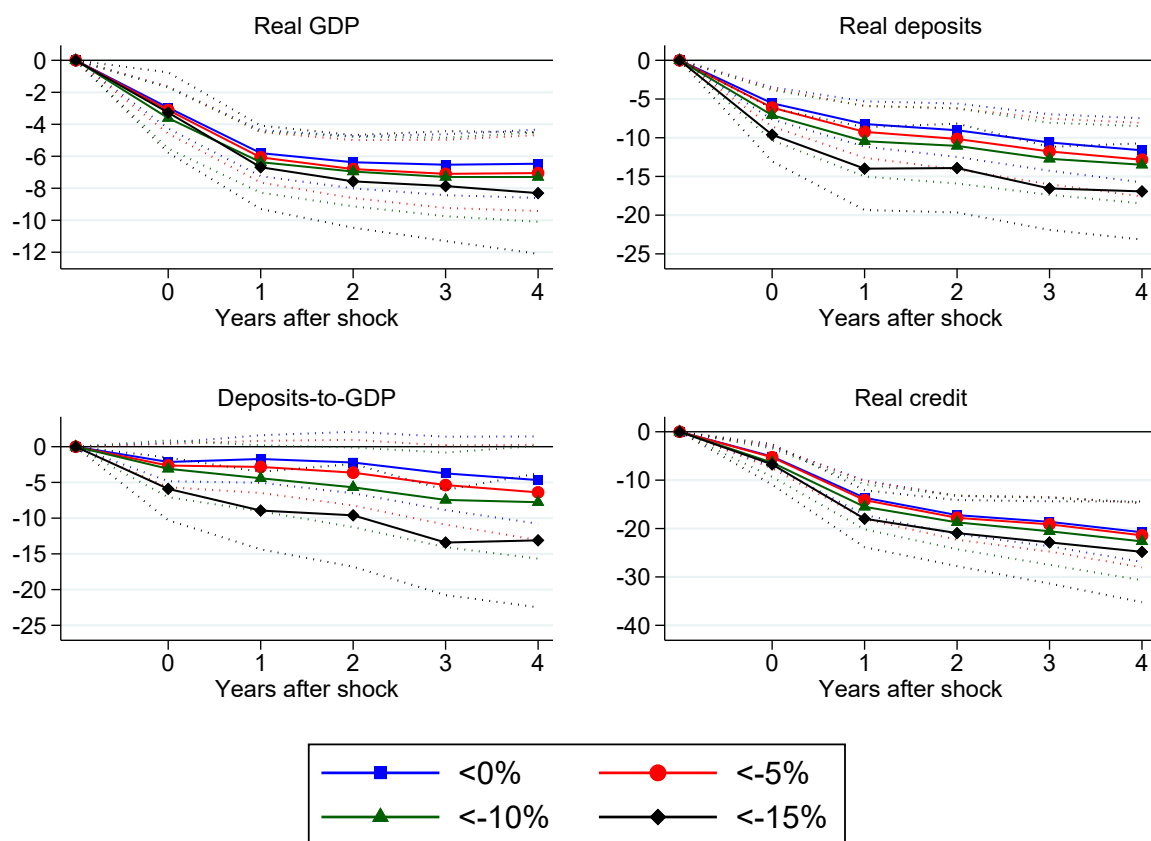 Real GDP
0
-2
-4
-6
-8
-10
-12
0 1 2 3 4
Years after shock
Real deposits
0
-5
-10
-15
-20
-25
0 1 2 3 4
Years after shock
Deposits-to-GDP
0
-5
-10
-15
-20
-25
0 1 2 3 4
Years after shock
Real credit
0
-10
-20
-30
-40
0 1 2 3 4
Years after shock
<0% <-5%
<-10% <-15%